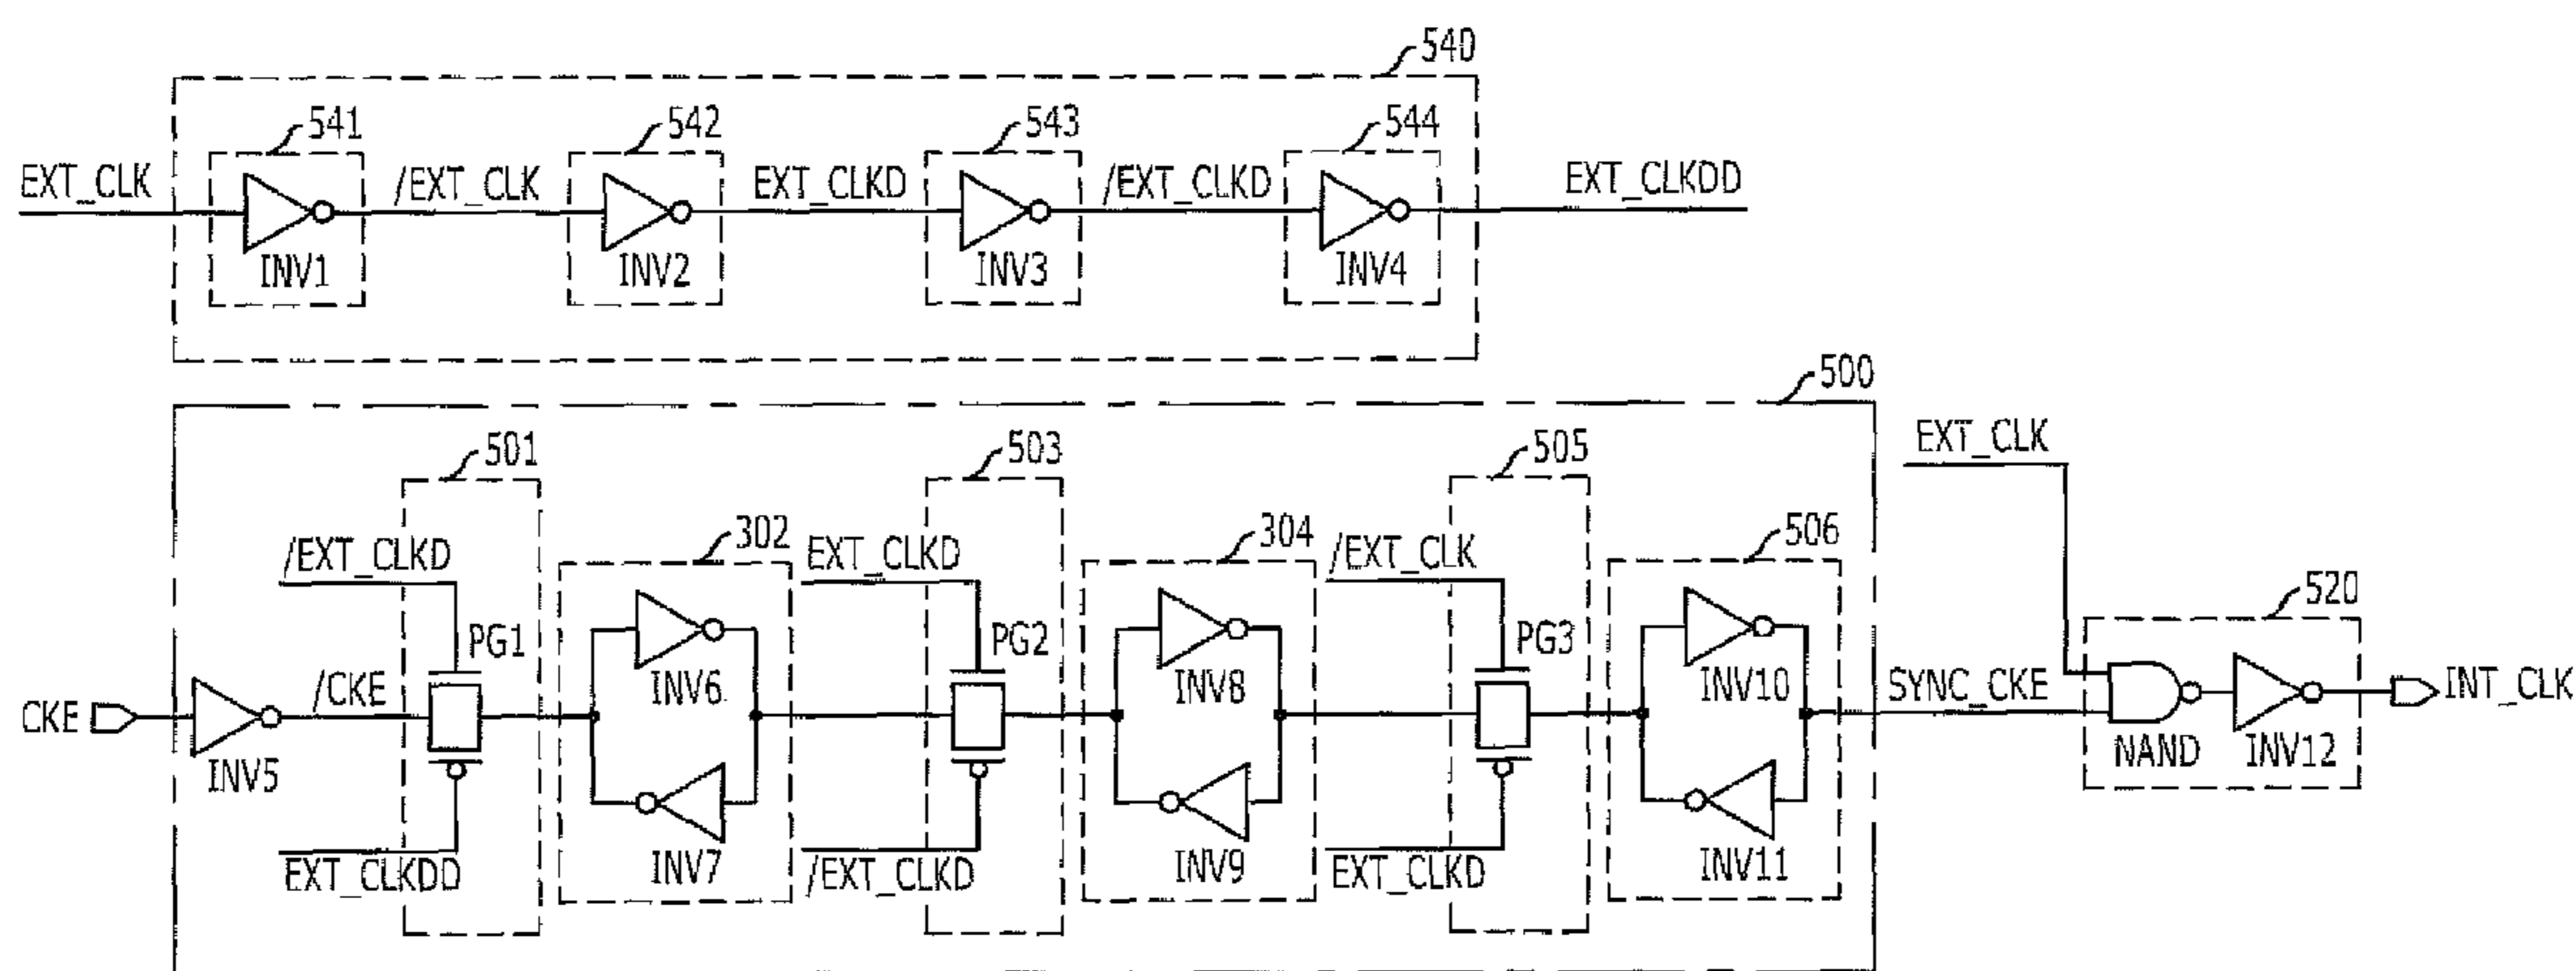 540
541
542
543
544
EXT_CLK
/EXT_CLK
EXT_CLKD
/EXT_CLKD
EXT_CLKDD
INV1
INV2
INV3
INV4
500
501
503
505
EXT_CLK
302
304
506
520
/EXT_CLKD
EXT_CLKD
/EXT_CLK
PG1
PG2
PG3
INV6
INV8
INV10
CKE
/CKE
SYNC_CKE
INT_CLK
INV5
NAND
INV12
INV7
INV9
INV11
EXT_CLKDD
/EXT_CLKD
EXT_CLKD